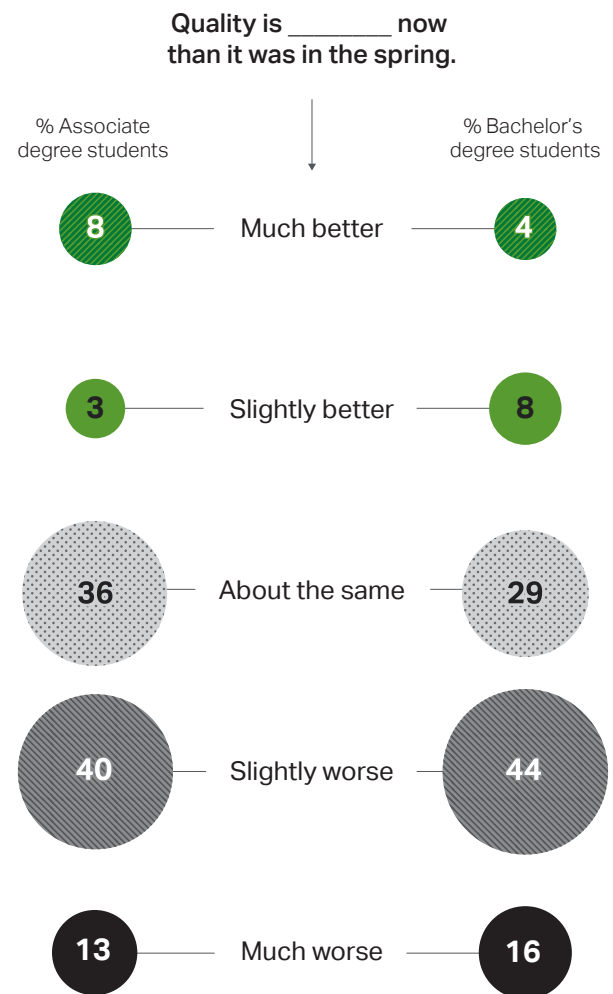 Quality is ________ now
than it was in the spring.
% Associate
degree students
% Bachelor's
degree students
8 Much better 4
3 Slightly better 8
36 About the same 29
40 Slightly worse 44
13 Much worse 16